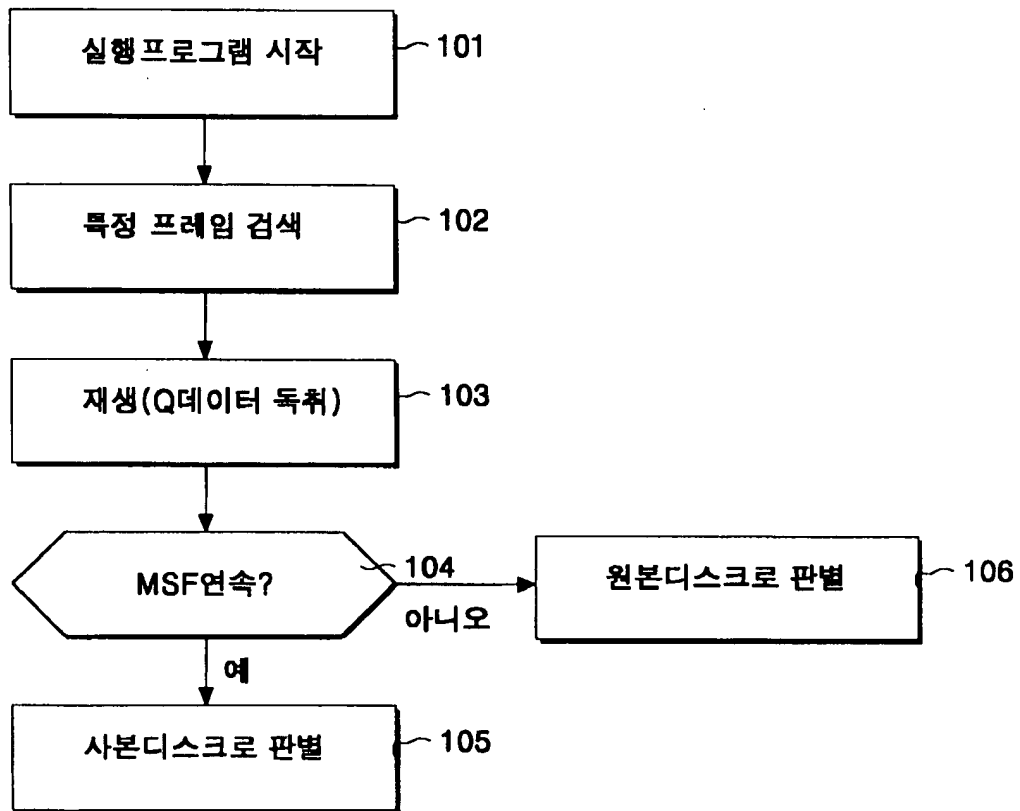 실행프로그램 시작
101
특정 프레임 검색
102
재생(Q데이터 독취)
103
MSF연속?
104
아니오
원본디스크로 판별
106
예
사본디스크로 판별
105